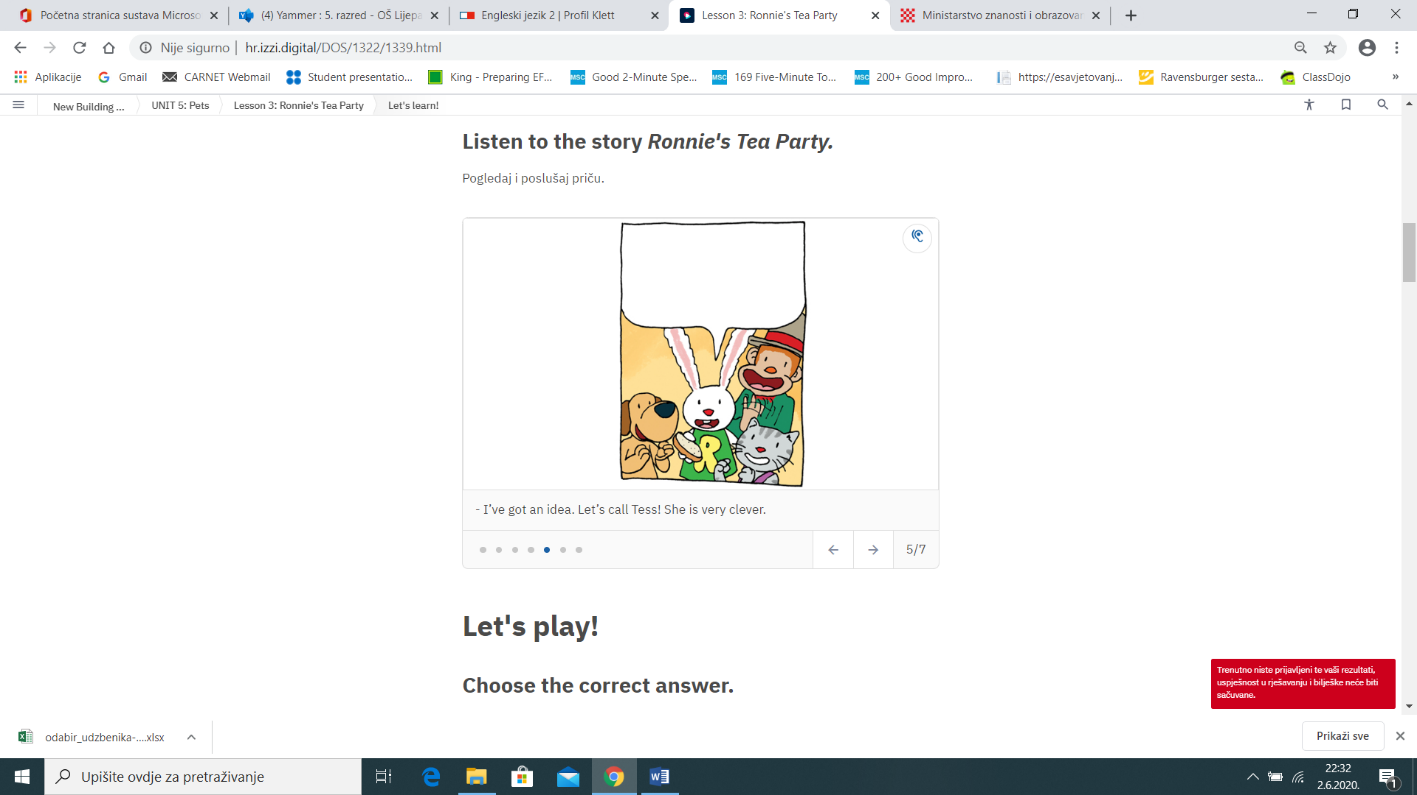 Početna stranica sustava Microso
(4) Yammer : 5. razred - OŠ Lijepa
Engleski jezik 2 | Profil Klett
Lesson 3: Ronnie's Tea Party
Ministarstvo znanosti i obrazovan
Nije sigurno | hr.izzi.digital/DOS/1322/1339.html
Aplikacije
Gmail
CARNET Webmail
Student presentatio...
King - Preparing EF...
MSC Good 2-Minute Spe...
MSC 169 Five-Minute To...
MSC 200+ Good Impro...
https://esavjetovanj...
Ravensburger sesta...
ClassDojo
»
New Building ...
UNIT 5: Pets
Lesson 3: Ronnie's Tea Party
Let's learn!
Listen to the story Ronnie's Tea Party.
Pogledaj i poslušaj priču.
R
- I've got an idea. Let's call Tess! She is very clever.
5/7
Let's play!
Choose the correct answer.
Trenutno niste prijavljeni te vaši rezultati,
uspješnost u rješavanju i bilješke neće biti
sačuvane.
odabir_udzbenika-....xlsx
Prikaži sve
Upišite ovdje za pretraživanje
22:32
2.6.2020.
1